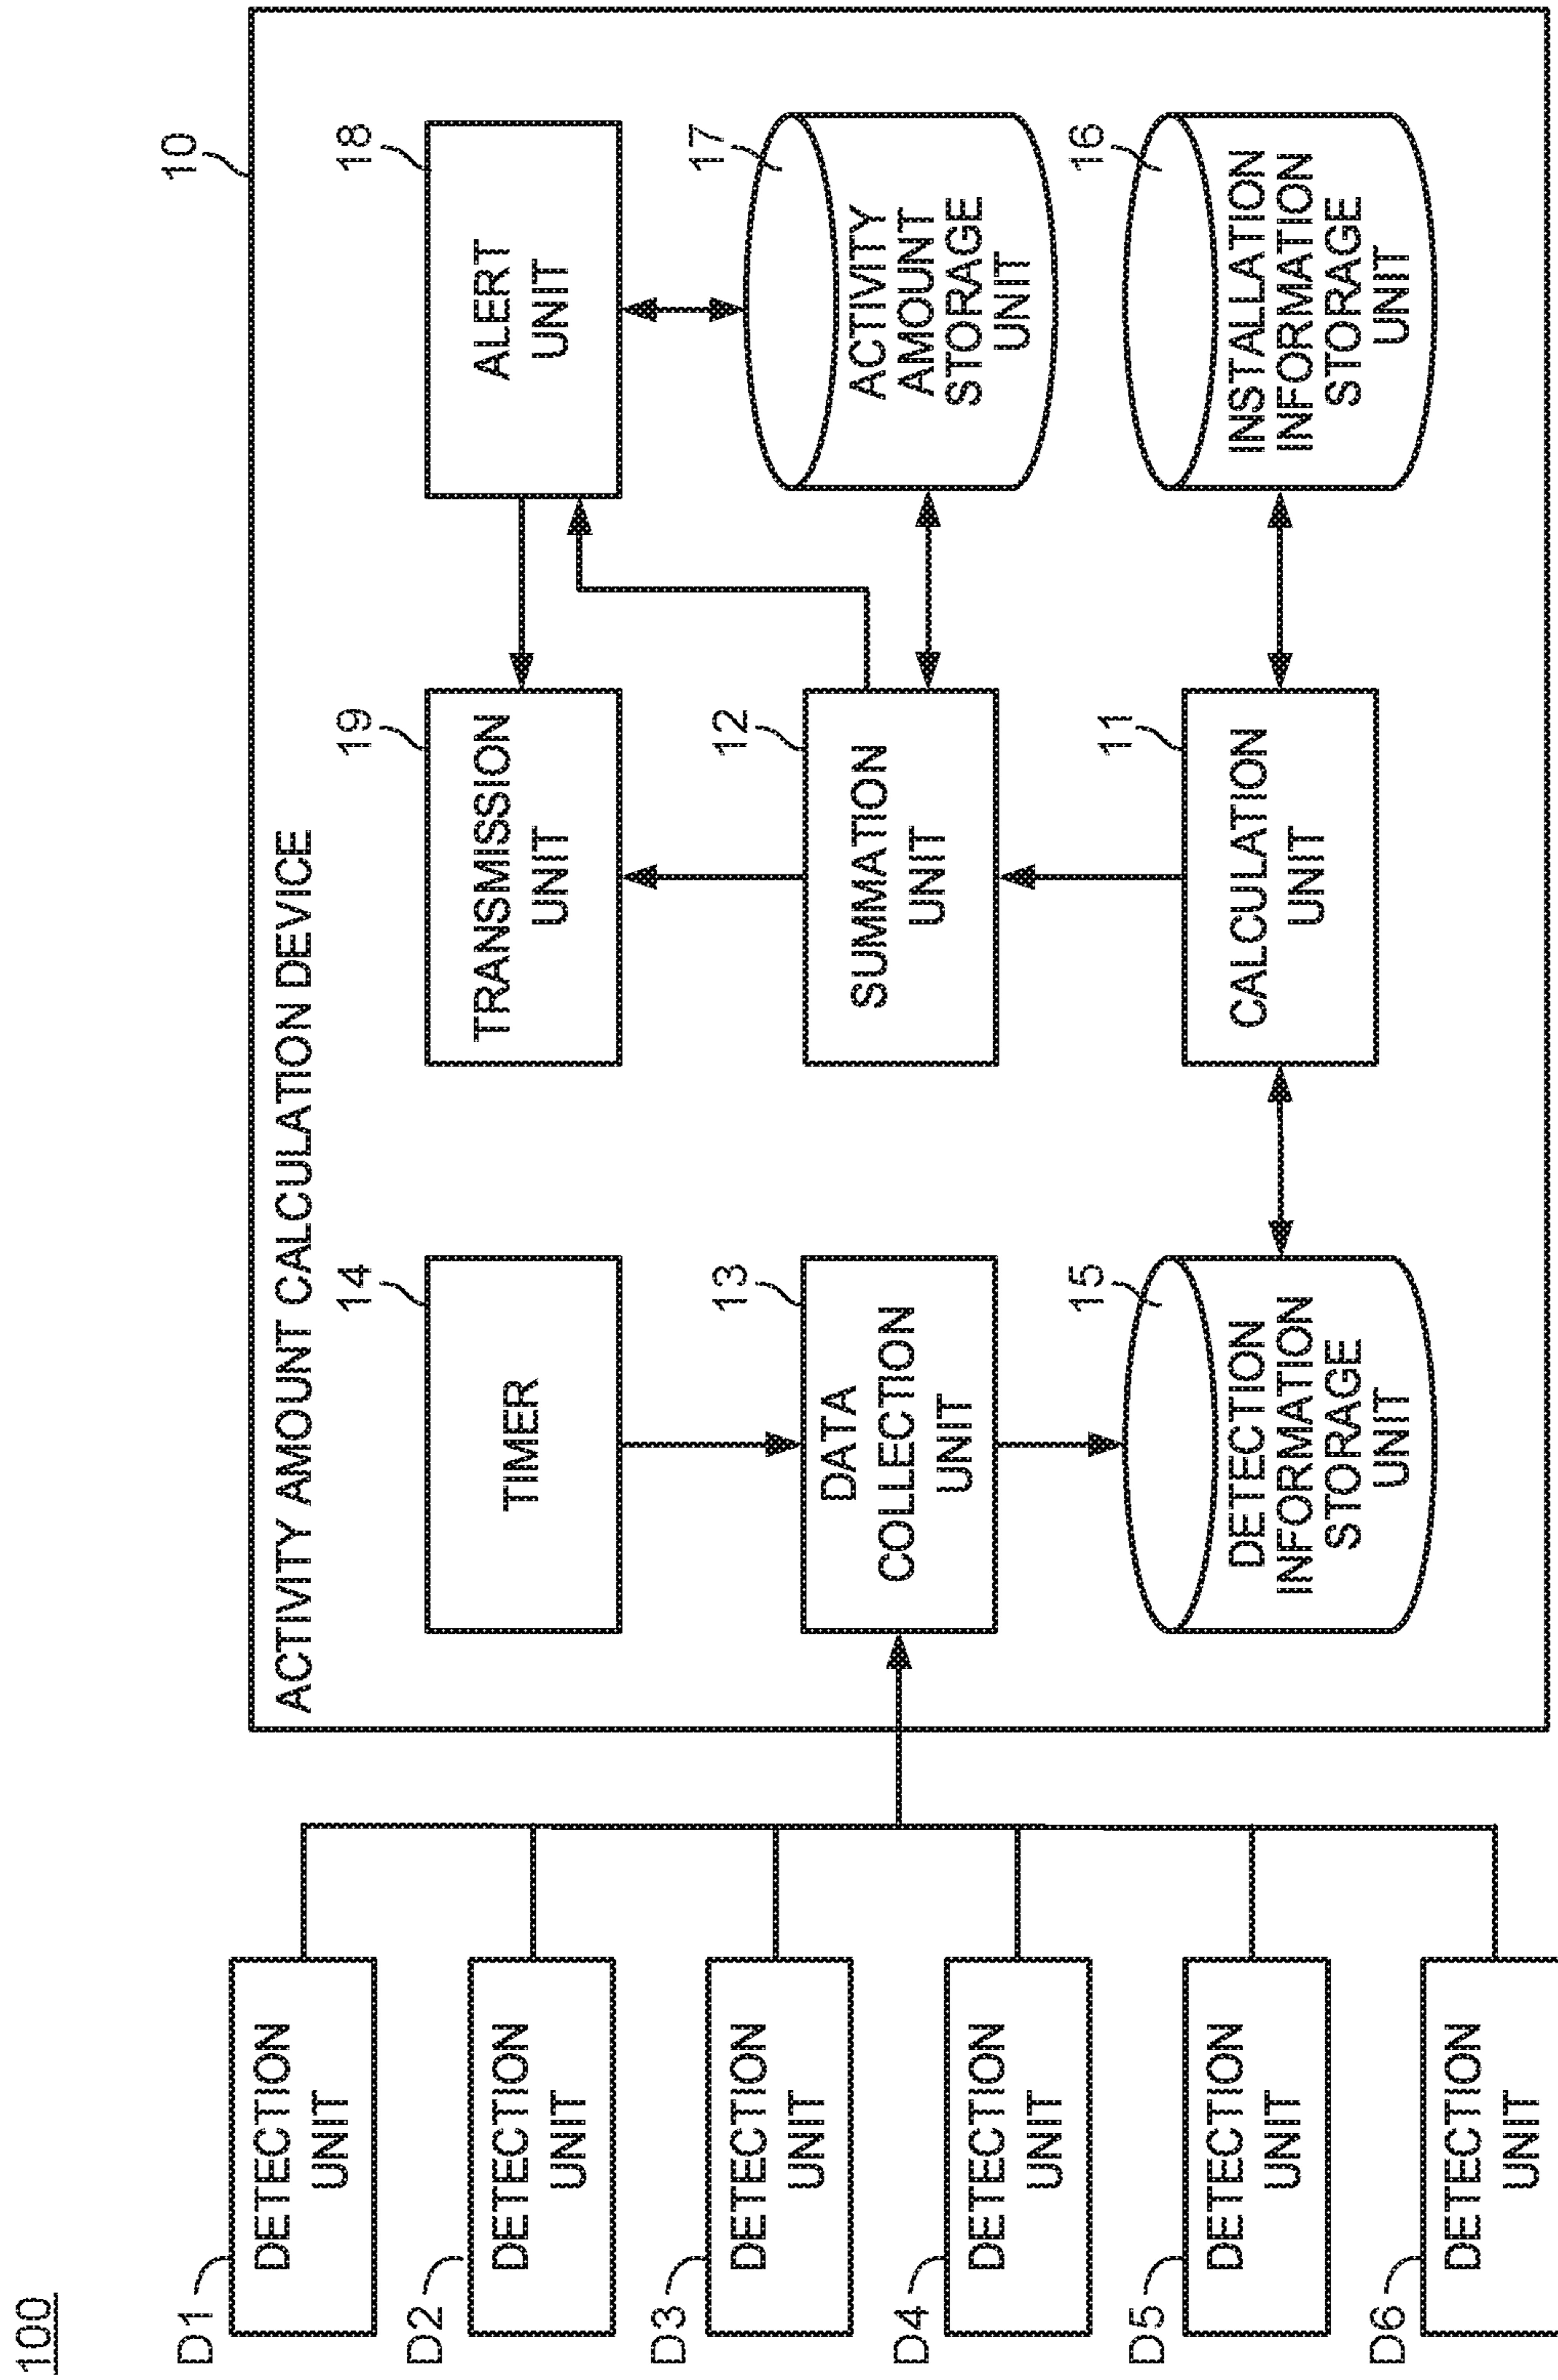 100
D1
DETECTION
UNIT
D2
DETECTION
UNIT
D3
DETECTION
UNIT
D4
DETECTION
UNIT
D5
DETECTION
UNIT
D6
DETECTION
UNIT
10
ACTIVITY AMOUNT CALCULATION DEVICE
14
TIMER
19
TRANSMISSION
UNIT
18
ALERT
UNIT
13
DATA
COLLECTION
UNIT
12
SUMMATION
UNIT
17
ACTIVITY
AMOUNT
STORAGE
UNIT
15
DETECTION
INFORMATION
STORAGE
UNIT
11
CALCULATION
UNIT
16
INSTALLATION
INFORMATION
STORAGE
UNIT